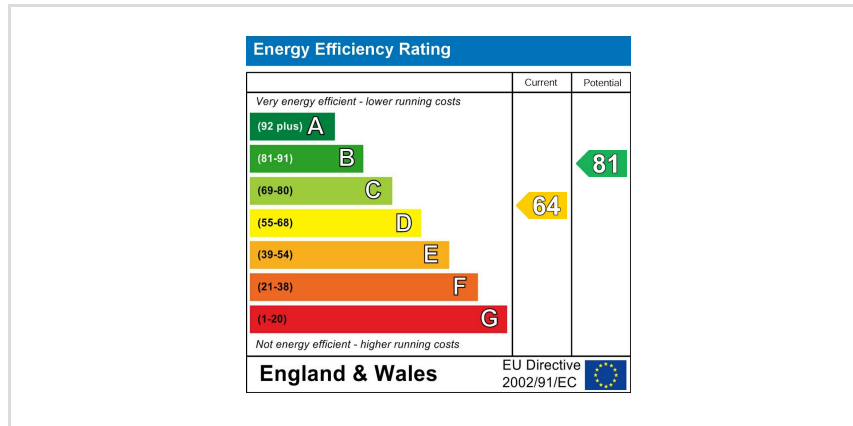 Energy Efficiency Rating
Current Potential
Very energy efficient - lower running costs
(92 plus) A
(81-91) B
81
(69-80) C
64
(55-68) D
(39-54) E
(21-38) F
(1-20) G
Not energy efficient - higher running costs
England & Wales
EU Directive
2002/91/EC